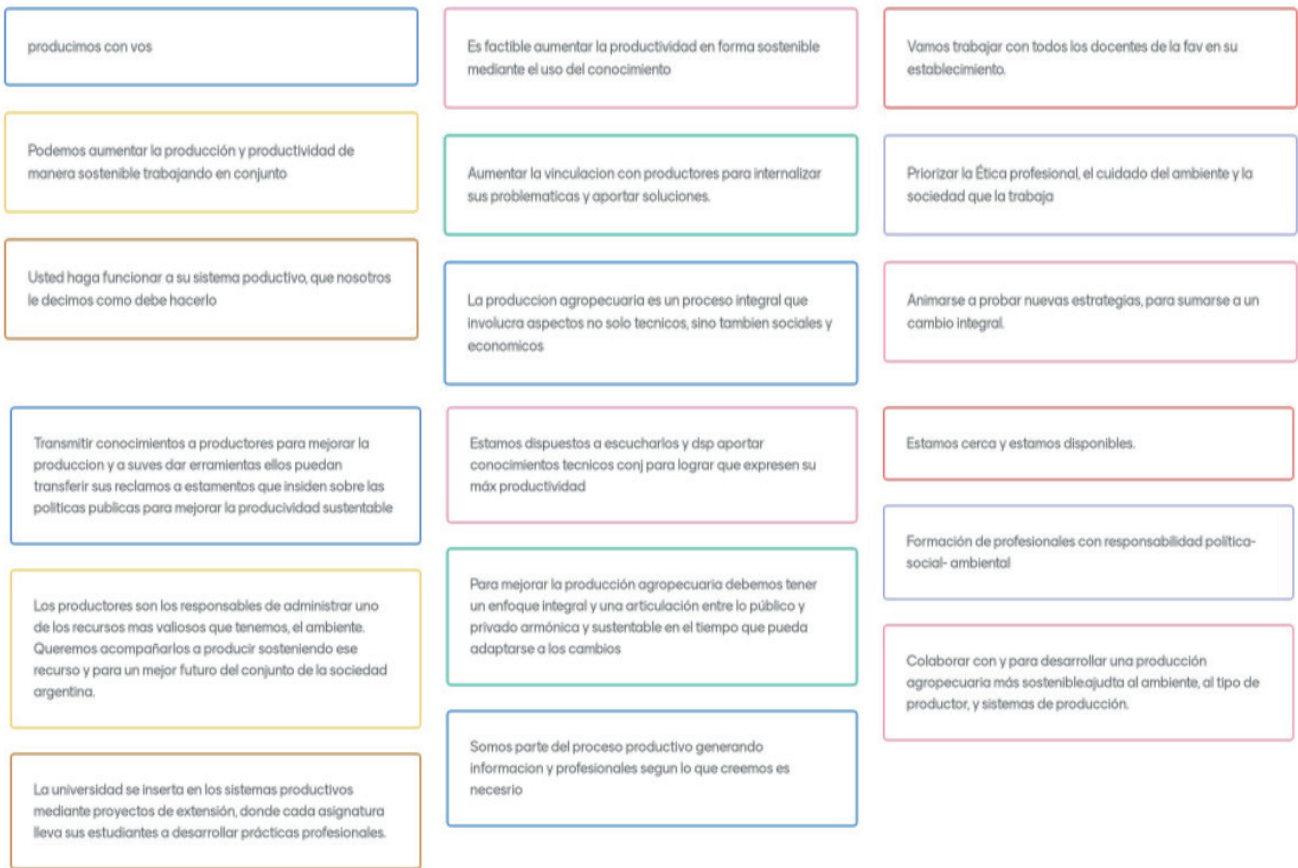 producimos con vos
Podemos aumentar la producción y productividad de
manera sostenible trabajando en conjunto
Usted haga funcionar a su sistema poductivo, que nosotros
le decimos como debe hacerlo
Es factible aumentar la productividad en forma sostenible
mediante el uso del conocimiento
Aumentar la vinculacion con productores para internalizar
sus problematicas y aportar soluciones.
La produccion agropecuaria es un proceso integral que
involucra aspectos no solo tecnicos, sino tambien sociales y
economicos
Vamos trabajar con todos los docentes de la fav en su
establecimiento.
Priorizar la Ética profesional, el cuidado del ambiente y la
sociedad que la trabaja
Animarse a probar nuevas estrategias, para sumarse a un
cambio integral.
Transmitir conocimientos a productores para mejorar la
produccion y a suves dar erramientas ellos puedan
transferir sus reclamos a estamentos que insiden sobre las
politicas publicas para mejorar la producividad sustentable
Los productores son los responsables de administrar uno
de los recursos mas valiosos que tenemos, el ambiente.
Queremos acompañarlos a producir sosteniendo ese
recurso y para un mejor futuro del conjunto de la sociedad
argentina.
La universidad se inserta en los sistemas productivos
mediante proyectos de extensión, donde cada asignatura
lleva sus estudiantes a desarrollar prácticas profesionales.
Estamos dispuestos a escucharlos y dsp aportar
conocimientos tecnicos conj para lograr que expresen su
máx productividad
Para mejorar la producción agropecuaria debemos tener
un enfoque integral y una articulación entre lo público y
privado armónica y sustentable en el tiempo que pueda
adaptarse a los cambios
Somos parte del proceso productivo generando
informacion y profesionales segun lo que creemos es
necesrio
Estamos cerca y estamos disponibles.
Formación de profesionales con responsabilidad política-
social- ambiental
Colaborar con y para desarrollar una producción
agropecuaria más sostenible.ajudta al ambiente, al tipo de
productor, y sistemas de producción.